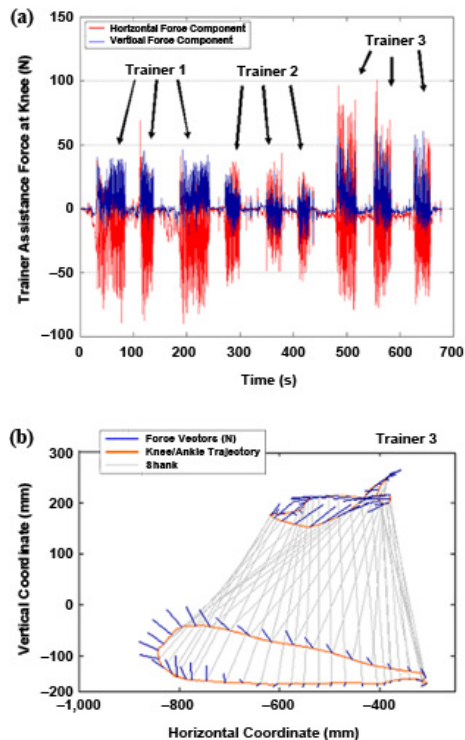 (a)
Trainer Assistance Force at Knee (N)
150
100
50
0
−50
−100
Horizontal Force Component
Vertical Force Component
Trainer 1
Trainer 2
Trainer 3
0 100 200 300 400 500 600 700
Time (s)
(b)
Trainer 3
Vertical Coordinate (mm)
300
200
100
0
−100
−200
Force Vectors (N)
Knee/Ankle Trajectory
Shank
−1,000 −800 −600 −400
Horizontal Coordinate (mm)